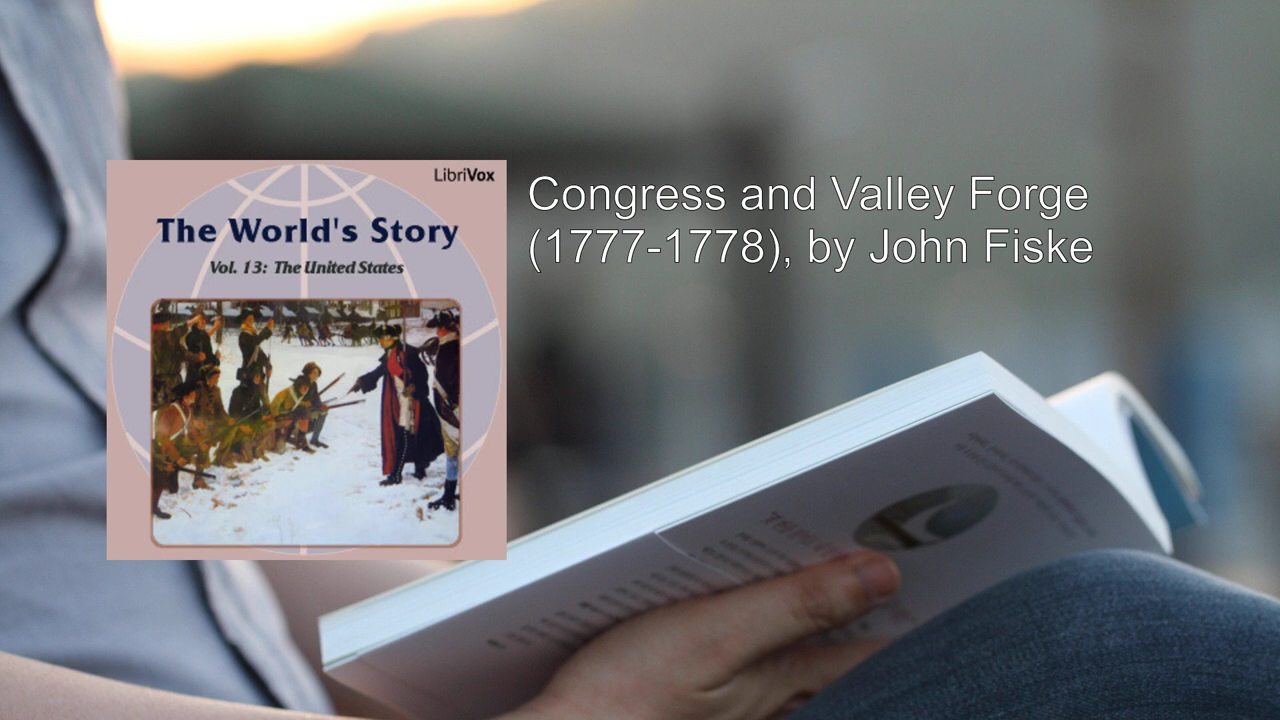 LibriVox
The World's Story
Vol. 13: The United States
Congress and Valley Forge
(1777-1778), by John Fiske